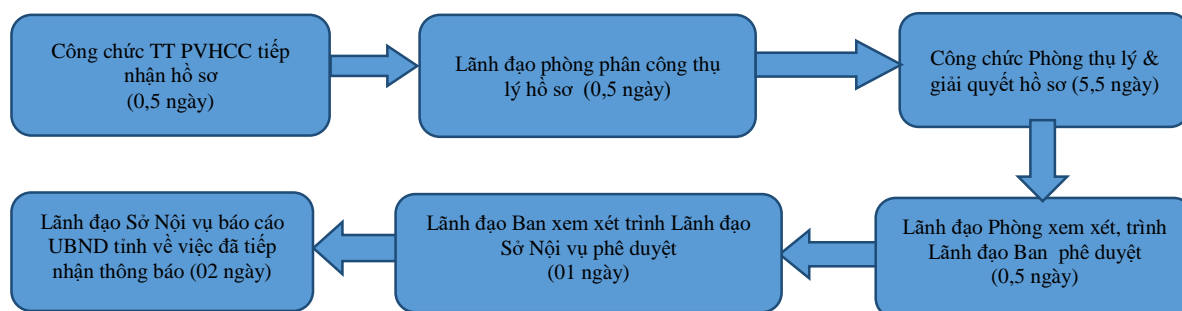 Công chức TT PVHCC tiếp
nhận hồ sơ
(0,5 ngày)
Lãnh đạo phòng phân công thụ
lý hồ sơ (0,5 ngày)
Công chức Phòng thụ lý &
giải quyết hồ sơ (5,5 ngày)
Lãnh đạo Phòng xem xét, trình
Lãnh đạo Ban phê duyệt
(0,5 ngày)
Lãnh đạo Ban xem xét trình Lãnh đạo
Sở Nội vụ phê duyệt
(01 ngày)
Lãnh đạo Sở Nội vụ báo cáo
UBND tỉnh về việc đã tiếp
nhận thông báo (02 ngày)